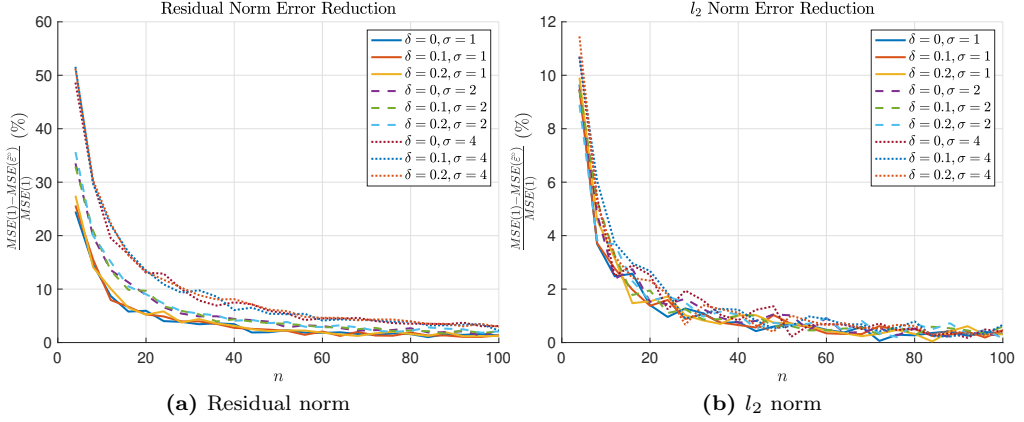 Residual Norm Error Reduction
60
50
40
30
20
10
0
0
20
40
60
80
100
n
MSE(1)−MSE(ε̂°)
MSE(1)
(%)
δ = 0, σ = 1
δ = 0.1, σ = 1
δ = 0.2, σ = 1
δ = 0, σ = 2
δ = 0.1, σ = 2
δ = 0.2, σ = 2
δ = 0, σ = 4
δ = 0.1, σ = 4
δ = 0.2, σ = 4
(a) Residual norm
l₂ Norm Error Reduction
12
10
8
6
4
2
0
0
20
40
60
80
100
n
MSE(1)−MSE(ε̂°)
MSE(1)
(%)
δ = 0, σ = 1
δ = 0.1, σ = 1
δ = 0.2, σ = 1
δ = 0, σ = 2
δ = 0.1, σ = 2
δ = 0.2, σ = 2
δ = 0, σ = 4
δ = 0.1, σ = 4
δ = 0.2, σ = 4
(b) l₂ norm